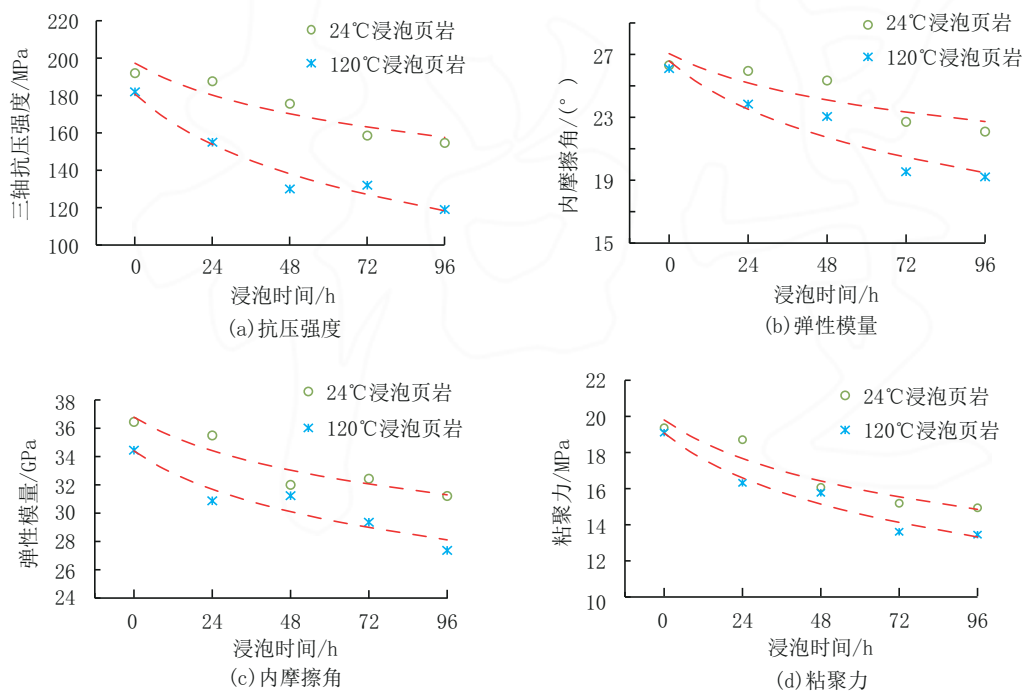 220
200
180
160
140
120
100
三轴抗压强度/MPa
24℃浸泡页岩
120℃浸泡页岩
0 24 48 72 96
浸泡时间/h
(a)抗压强度
27
23
19
15
内摩擦角/(°)
24℃浸泡页岩
120℃浸泡页岩
0 24 48 72 96
浸泡时间/h
(b)弹性模量
38
36
34
32
30
28
26
24
弹性模量/GPa
24℃浸泡页岩
120℃浸泡页岩
0 24 48 72 96
浸泡时间/h
(c)内摩擦角
22
20
18
16
14
12
10
粘聚力/MPa
24℃浸泡页岩
120℃浸泡页岩
0 24 48 72 96
浸泡时间/h
(d)粘聚力